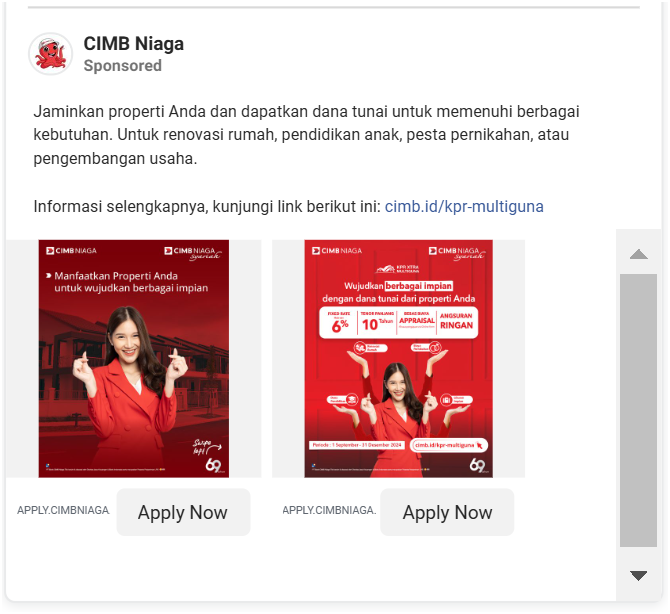 CIMB Niaga
Sponsored
Jaminkan properti Anda dan dapatkan dana tunai untuk memenuhi berbagai
kebutuhan. Untuk renovasi rumah, pendidikan anak, pesta pernikahan, atau
pengembangan usaha.
Informasi selengkapnya, kunjungi link berikut ini: cimb.id/kpr-multiguna
CIMB NIAGA
CIMB NIAGA
syariah
Manfaatkan Properti Anda
untuk wujudkan berbagai impian
Swipe
left!
69
CIMB NIAGA
CIMB NIAGA
syariah
KPR XTRA
MULTIGUNA
Wujudkan berbagai impian
dengan dana tunai dari properti Anda
FIXED RATE
6%
TENOR PANJANG
10 Tahun
BEBAS BIAYA
APPRAISAL
ANGSURAN
RINGAN
Periode : 1 September - 31 Desember 2024
cimb.id/kpr-multiguna
69
APPLY.CIMBNIAGA.
Apply Now
APPLY.CIMBNIAGA.
Apply Now